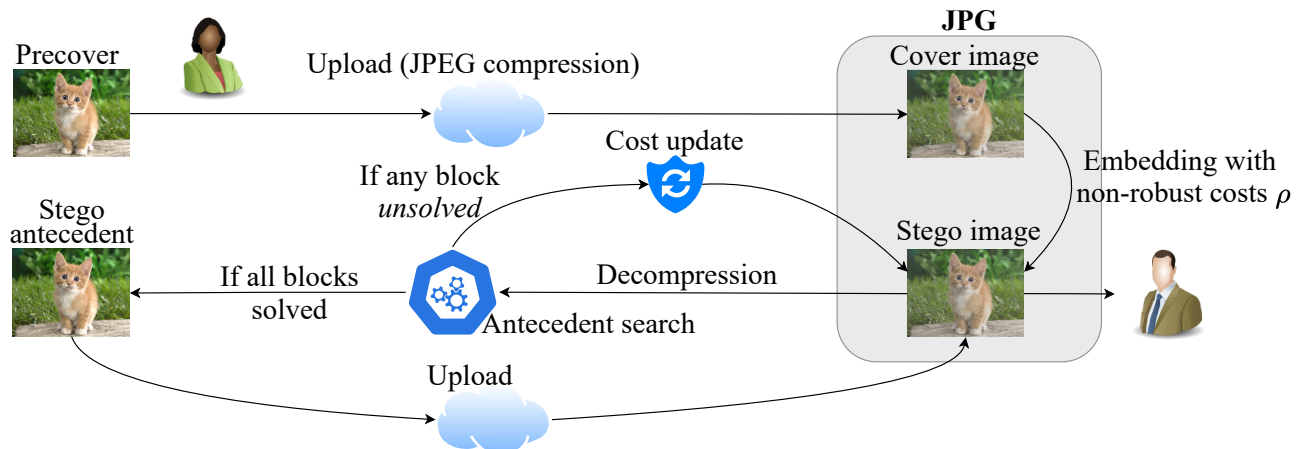 JPG
Precover
Upload (JPEG compression)
Cover image
Cost update
If any block
unsolved
Embedding with
non-robust costs ρ
Stego
antecedent
Stego image
If all blocks
solved
Decompression
Antecedent search
Upload